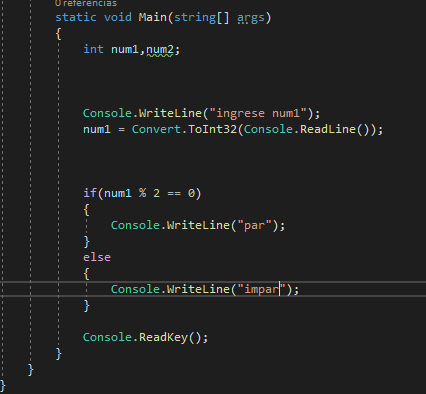 0 referencias
static void Main(string[] args)
{
int num1,num2;
Console.WriteLine("ingrese num1");
num1 = Convert.ToInt32(Console.ReadLine());
if(num1 % 2 == 0)
{
Console.WriteLine("par");
}
else
{
Console.WriteLine("impar");
}
Console.ReadKey();
}
}
}